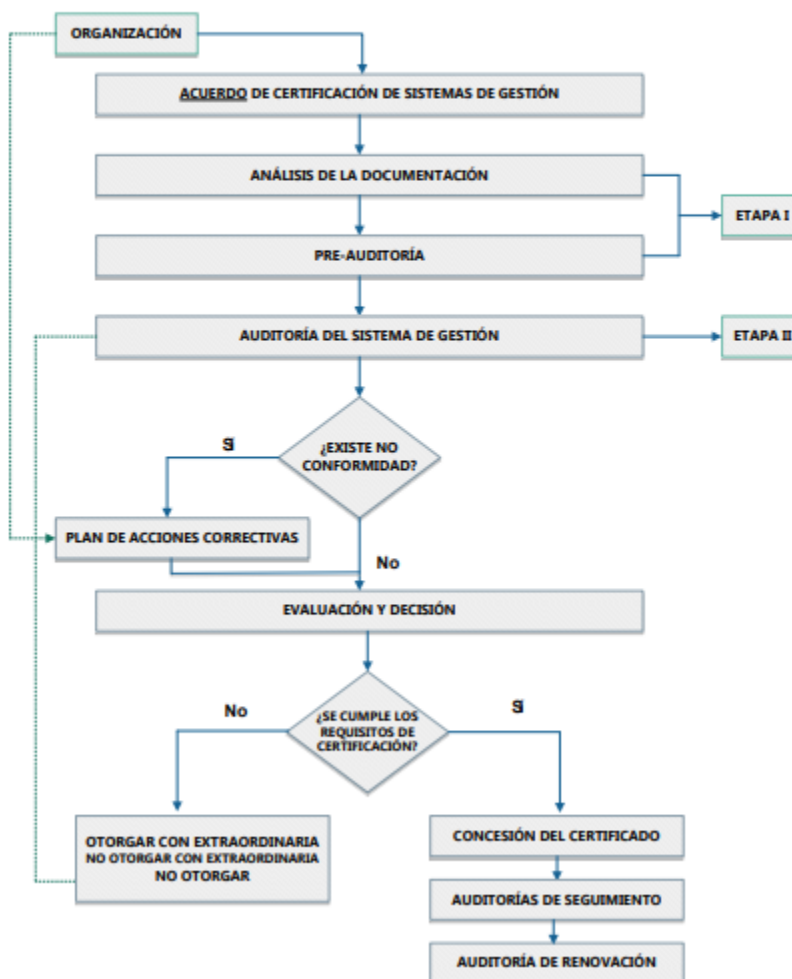 ORGANIZACIÓN
ACUERDO DE CERTIFICACIÓN DE SISTEMAS DE GESTIÓN
ANÁLISIS DE LA DOCUMENTACIÓN
ETAPA I
PRE-AUDITORÍA
AUDITORÍA DEL SISTEMA DE GESTIÓN
ETAPA II
¿EXISTE NO
CONFORMIDAD?
Sí
PLAN DE ACCIONES CORRECTIVAS
No
EVALUACIÓN Y DECISIÓN
¿SE CUMPLE LOS
REQUISITOS DE
CERTIFICACIÓN?
No
Sí
OTORGAR CON EXTRAORDINARIA
NO OTORGAR CON EXTRAORDINARIA
NO OTORGAR
CONCESIÓN DEL CERTIFICADO
AUDITORÍAS DE SEGUIMIENTO
AUDITORÍA DE RENOVACIÓN